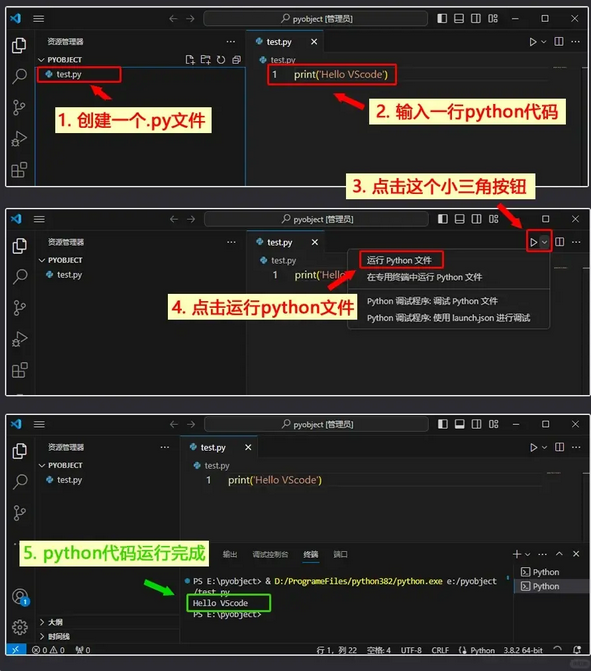 pyobject [管理员]
资源管理器
test.py
PYOBJECT
test.py
test.py
1 print('Hello VScode')
1. 创建一个.py文件
2. 输入一行python代码
3. 点击这个小三角按钮
pyobject [管理员]
资源管理器
test.py
PYOBJECT
test.py
test.py
运行 Python 文件
1 print('Hello
在专用终端中运行 Python 文件
Python 调试程序: 调试 Python 文件
4. 点击运行python文件
Python 调试程序: 使用 launch.json 进行调试
pyobject [管理员]
资源管理器
test.py
PYOBJECT
test.py
test.py
1 print('Hello VScode')
5. python代码运行完成
输出 调试控制台 终端 端口
PS E:\pyobject> & D:/ProgrameFiles/python382/python.exe e:/pyobject
/test.py
Hello VScode
PS E:\pyobject>
Python
Python
1
大纲
时间线
0 0 0 行 1, 列 22 空格: 4 UTF-8 CRLF Python 3.8.2 64-bit